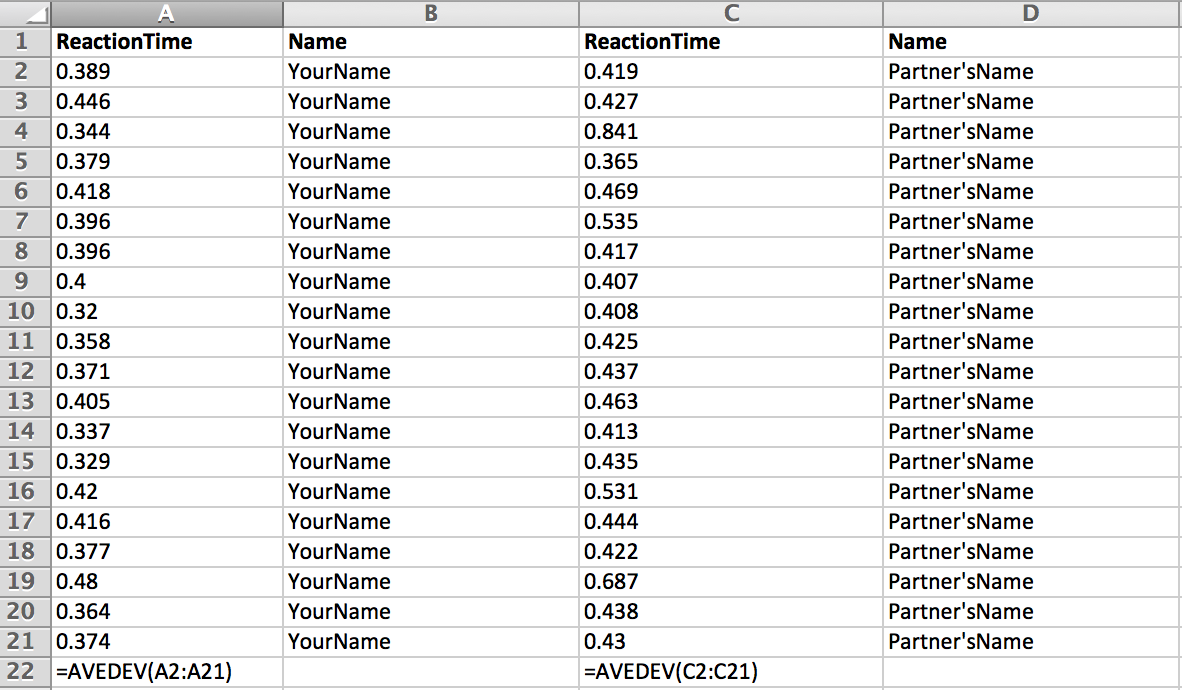 A B C D
1 ReactionTime Name ReactionTime Name
2 0.389 YourName 0.419 Partner'sName
3 0.446 YourName 0.427 Partner'sName
4 0.344 YourName 0.841 Partner'sName
5 0.379 YourName 0.365 Partner'sName
6 0.418 YourName 0.469 Partner'sName
7 0.396 YourName 0.535 Partner'sName
8 0.396 YourName 0.417 Partner'sName
9 0.4 YourName 0.407 Partner'sName
10 0.32 YourName 0.408 Partner'sName
11 0.358 YourName 0.425 Partner'sName
12 0.371 YourName 0.437 Partner'sName
13 0.405 YourName 0.463 Partner'sName
14 0.337 YourName 0.413 Partner'sName
15 0.329 YourName 0.435 Partner'sName
16 0.42 YourName 0.531 Partner'sName
17 0.416 YourName 0.444 Partner'sName
18 0.377 YourName 0.422 Partner'sName
19 0.48 YourName 0.687 Partner'sName
20 0.364 YourName 0.438 Partner'sName
21 0.374 YourName 0.43 Partner'sName
22 =AVEDEV(A2:A21) =AVEDEV(C2:C21)